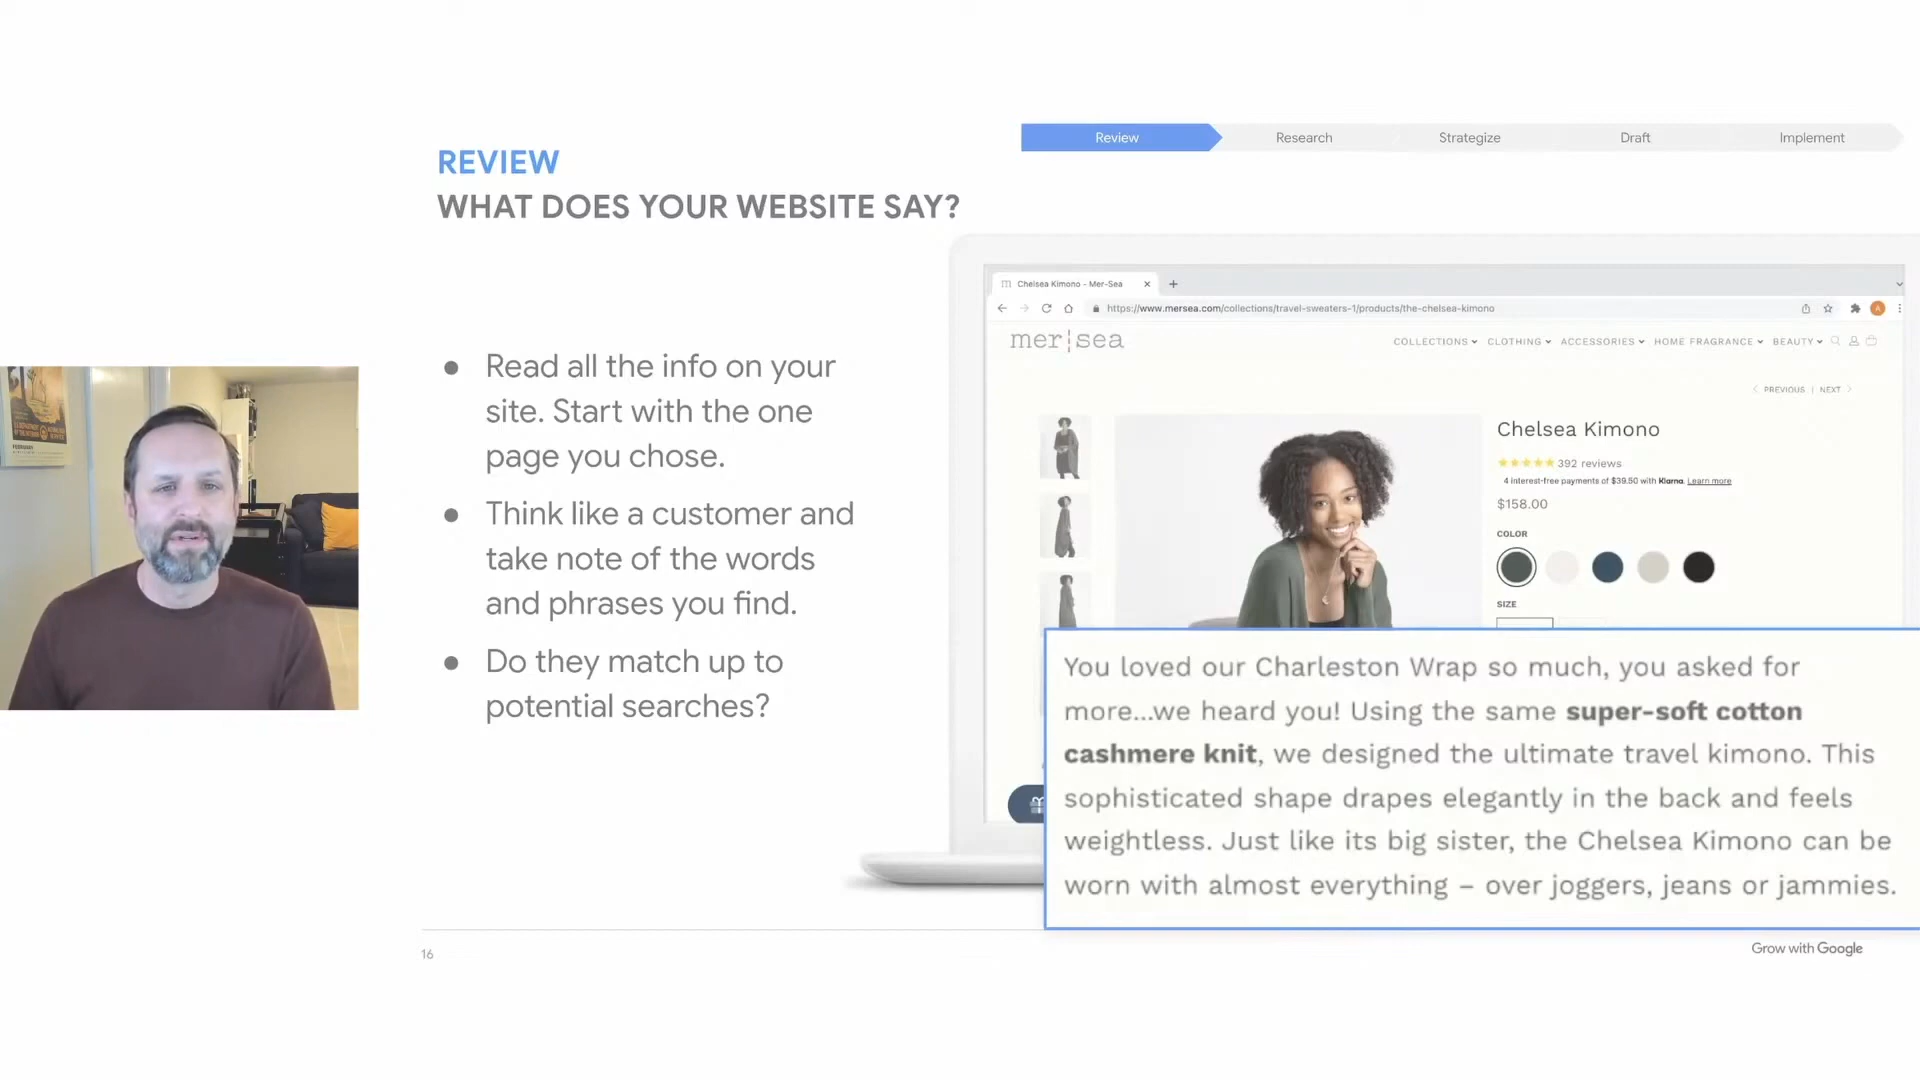 Review
Research
Strategize
Draft
Implement
REVIEW
WHAT DOES YOUR WEBSITE SAY?
● Read all the info on your
site. Start with the one
page you chose.
● Think like a customer and
take note of the words
and phrases you find.
● Do they match up to
potential searches?
Chelsea Kimono - Mer-Sea
https://www.mersea.com/collections/travel-sweaters-1/products/the-chelsea-kimono
mer|sea
COLLECTIONS CLOTHING ACCESSORIES HOME FRAGRANCE BEAUTY
PREVIOUS | NEXT
Chelsea Kimono
392 reviews
4 interest-free payments of $39.50 with Klarna. Learn more
$158.00
COLOR
SIZE
You loved our Charleston Wrap so much, you asked for
more...we heard you! Using the same super-soft cotton
cashmere knit, we designed the ultimate travel kimono. This
sophisticated shape drapes elegantly in the back and feels
weightless. Just like its big sister, the Chelsea Kimono can be
worn with almost everything – over joggers, jeans or jammies.
FEBRUARY
16
Grow with Google